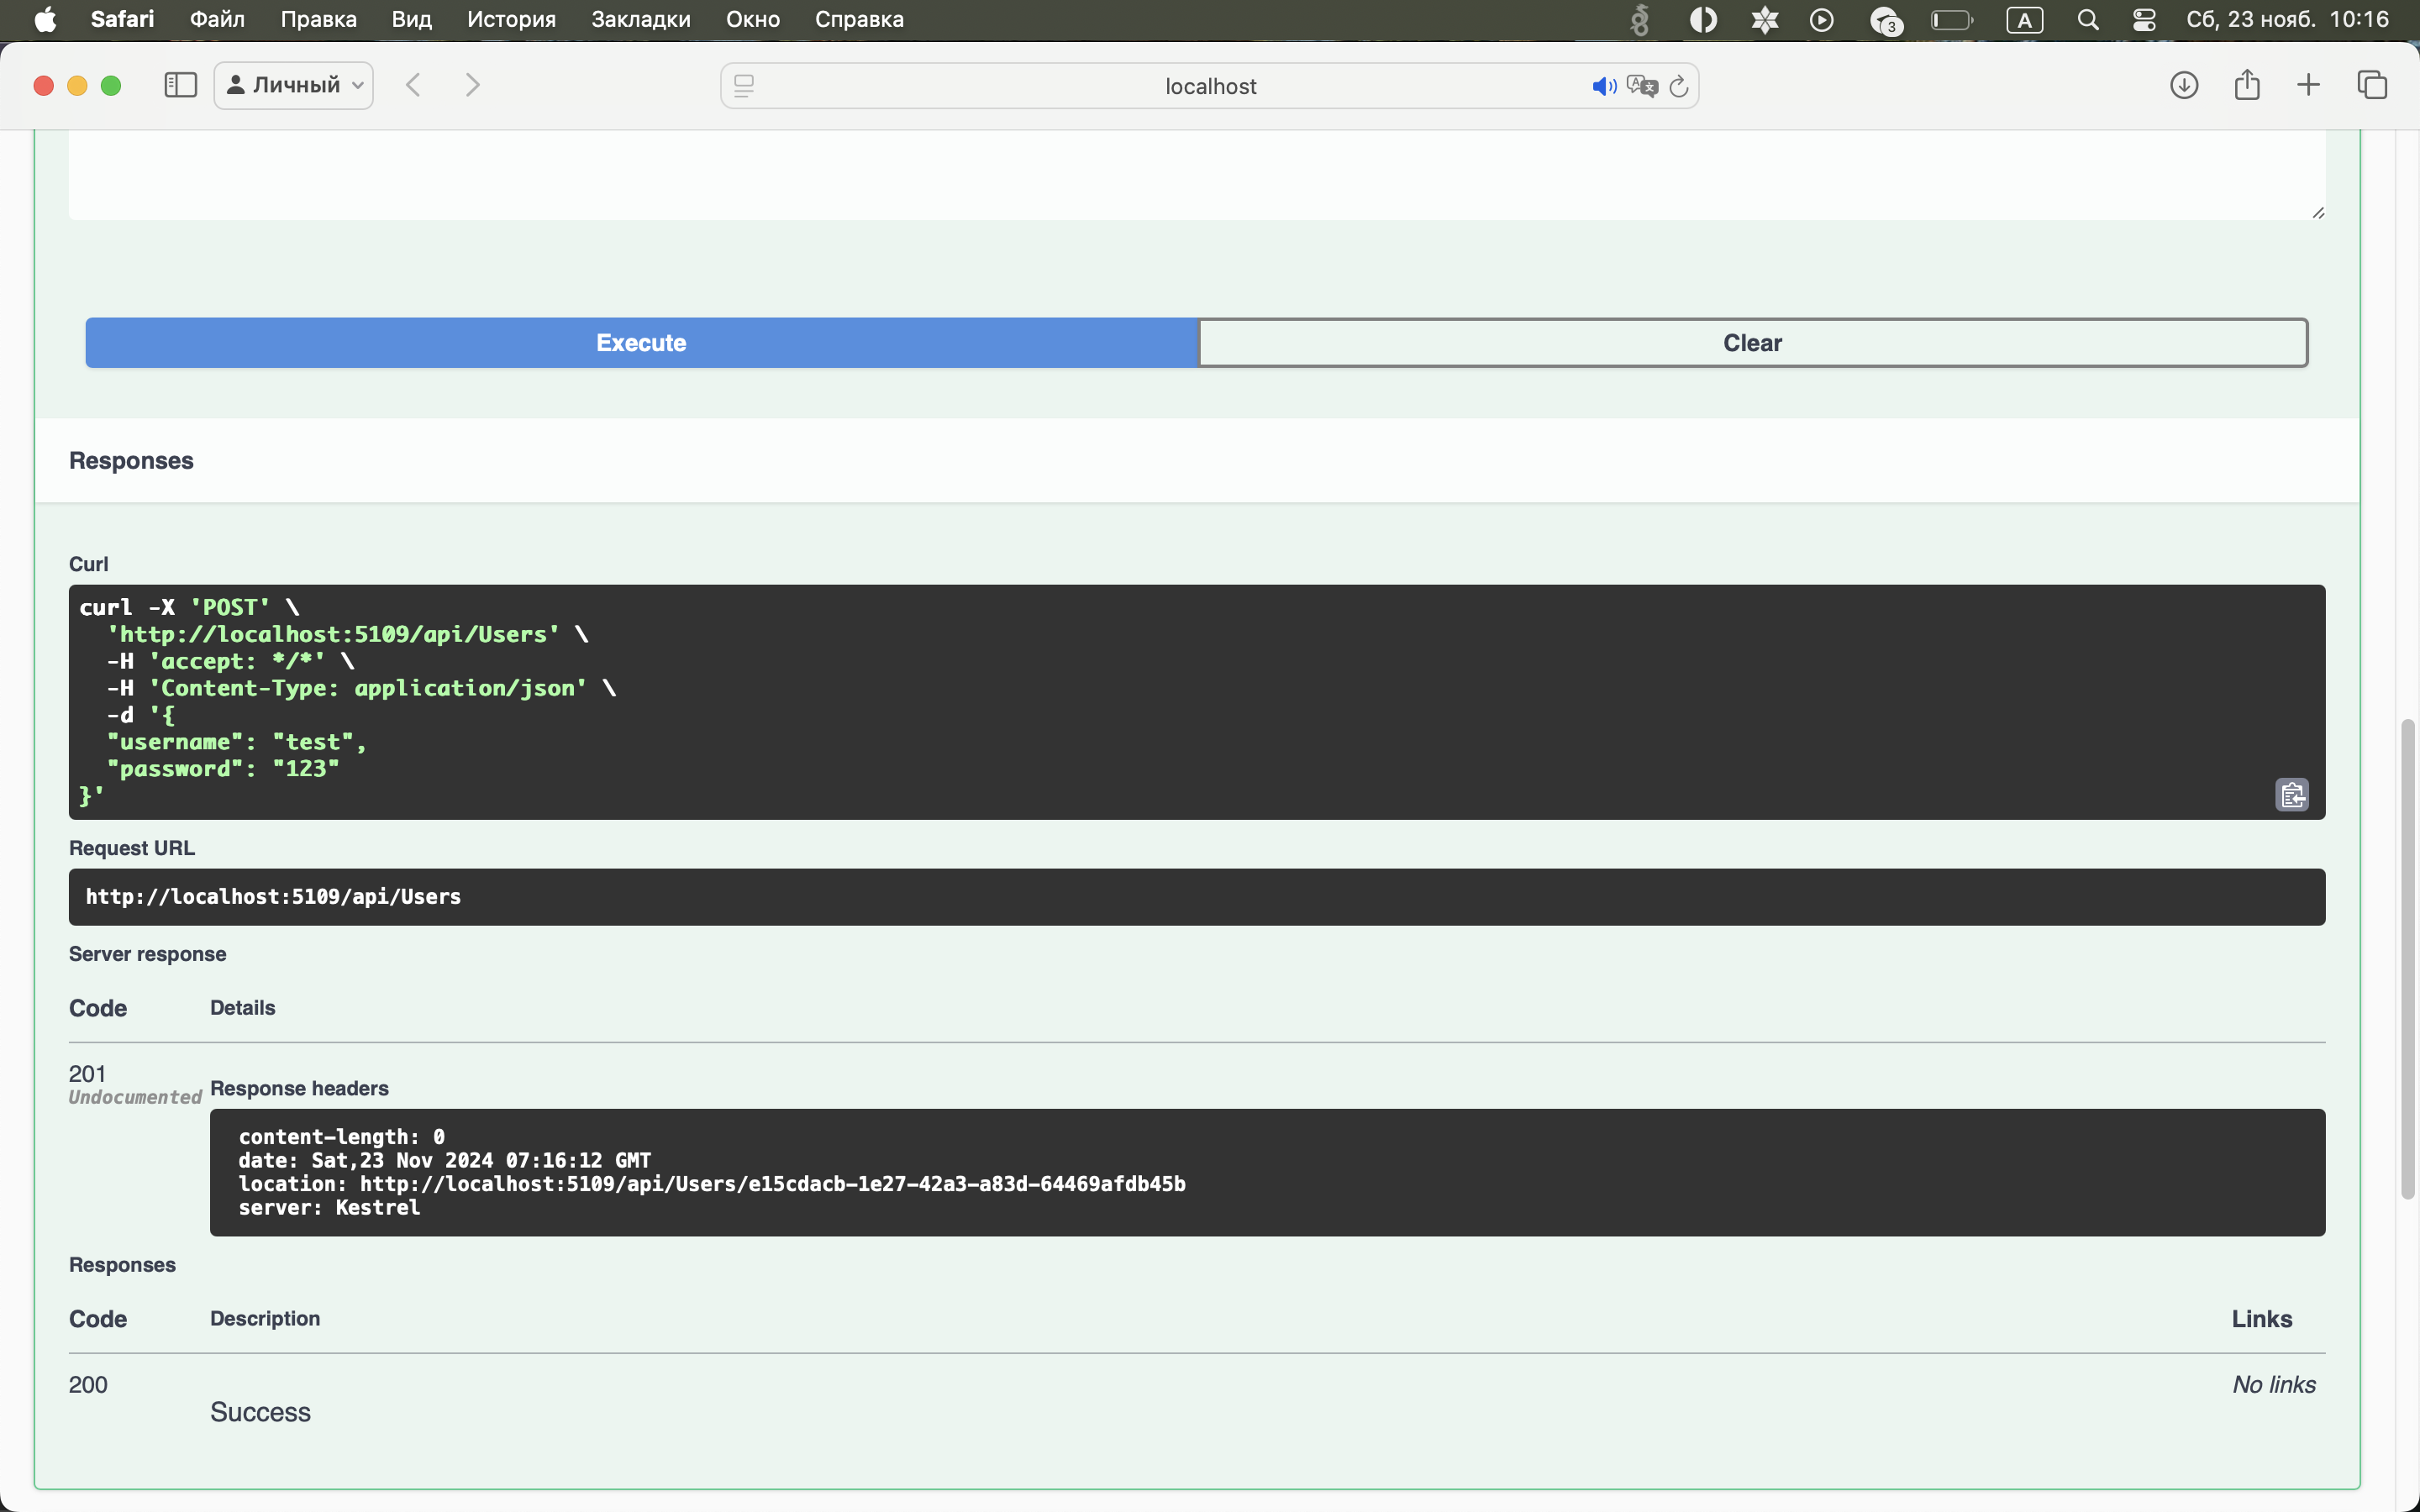 Safari Файл Правка Вид История Закладки Окно Справка 3 A Сб, 23 нояб. 10:16
Личный localhost
Execute Clear
Responses
Curl
curl -X 'POST' \
'http://localhost:5109/api/Users' \
-H 'accept: */*' \
-H 'Content-Type: application/json' \
-d '{
"username": "test",
"password": "123"
}'
Request URL
http://localhost:5109/api/Users
Server response
Code Details
201
Undocumented
Response headers
content-length: 0
date: Sat,23 Nov 2024 07:16:12 GMT
location: http://localhost:5109/api/Users/e15cdacb-1e27-42a3-a83d-64469afdb45b
server: Kestrel
Responses
Code Description Links
200 No links
Success